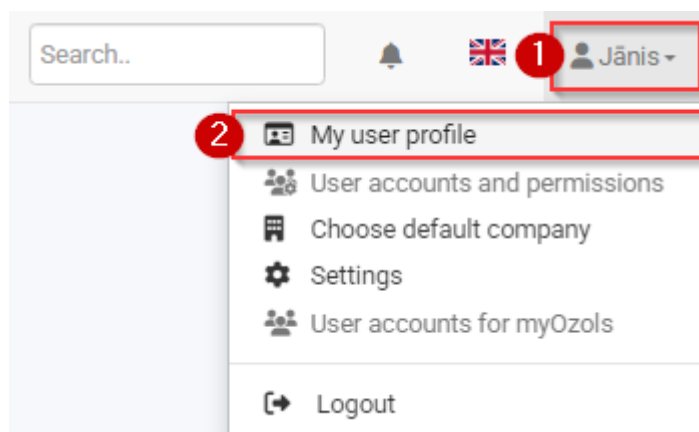 Search..
1
Jānis
2
My user profile
User accounts and permissions
Choose default company
Settings
User accounts for myOzols
Logout